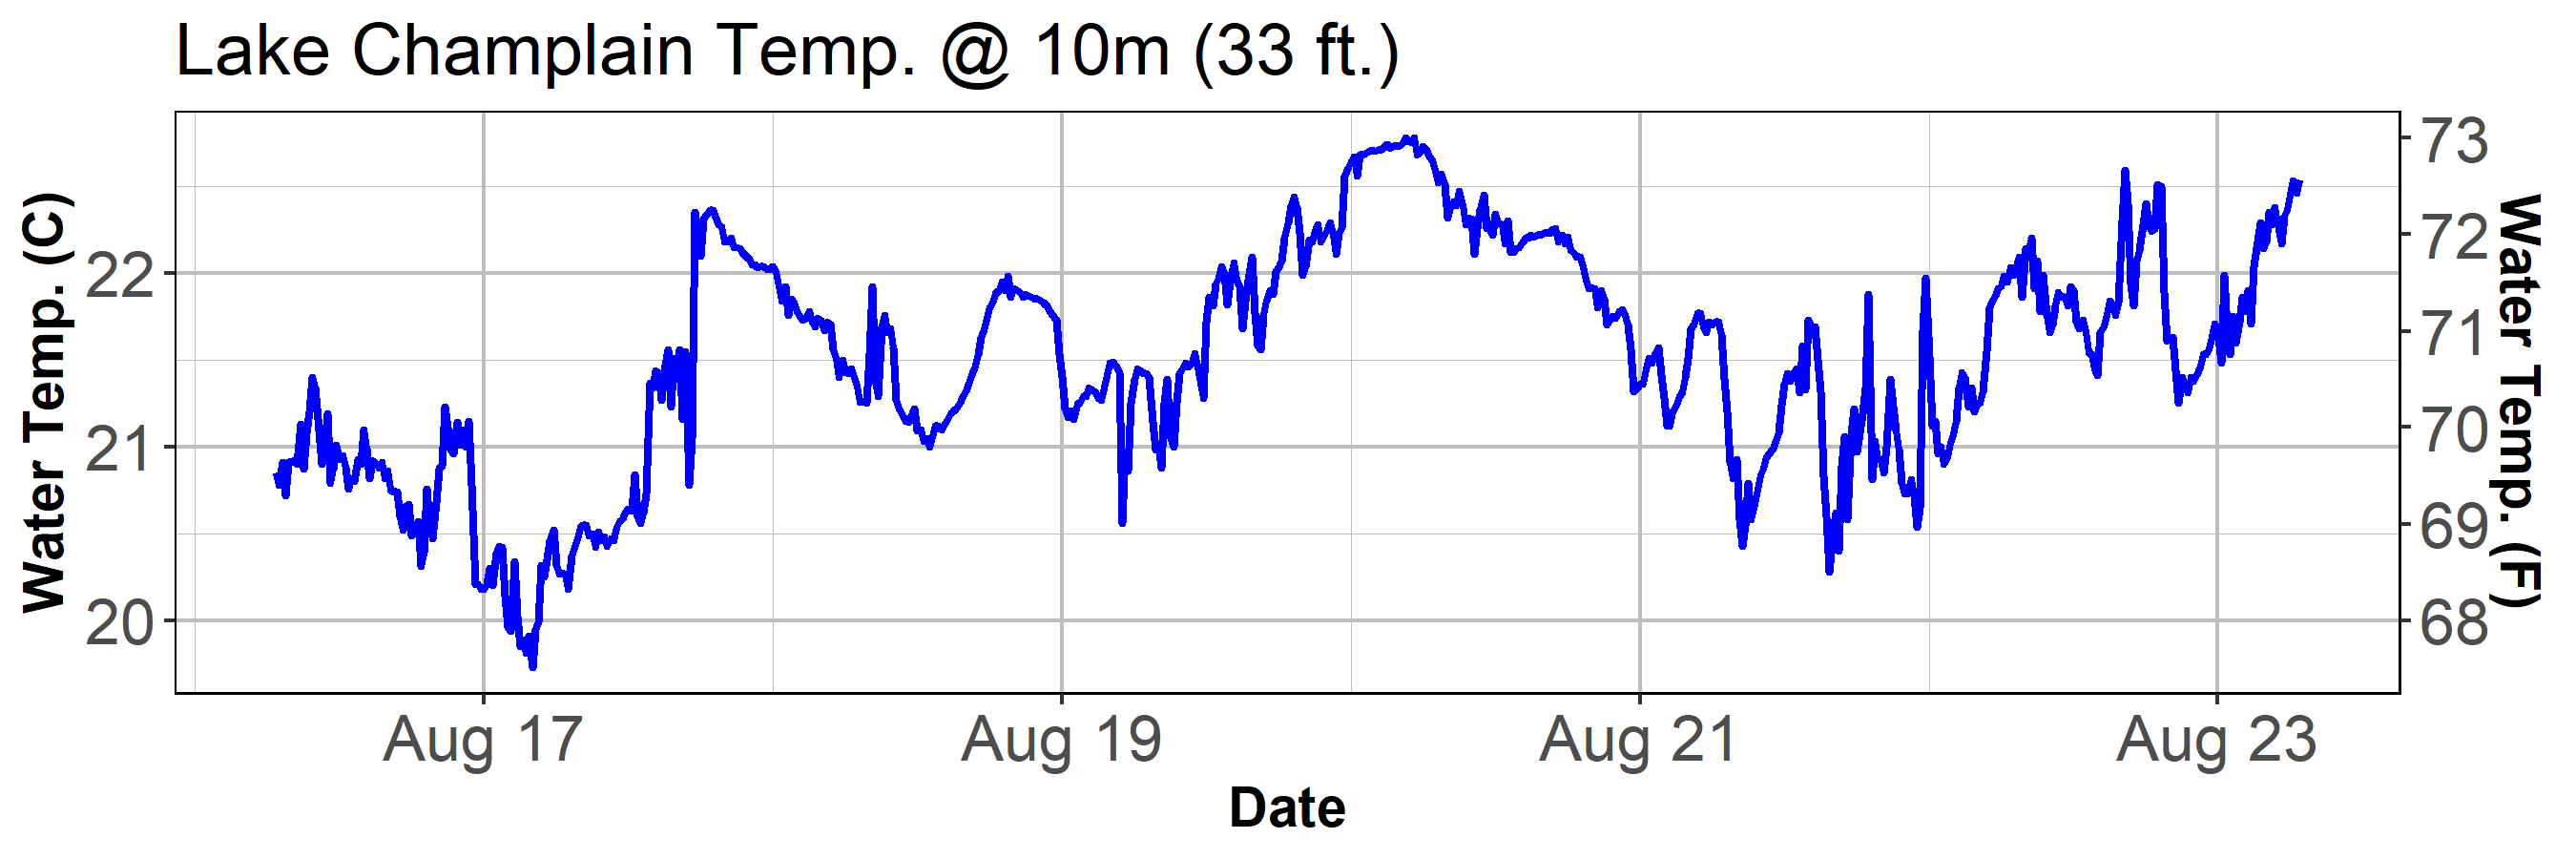 Lake Champlain Temp. @ 10m (33 ft.)
Water Temp. (C)
22
21
20
73
72
71
70
69
68
Water Temp. (F)
Aug 17
Aug 19
Aug 21
Aug 23
Date